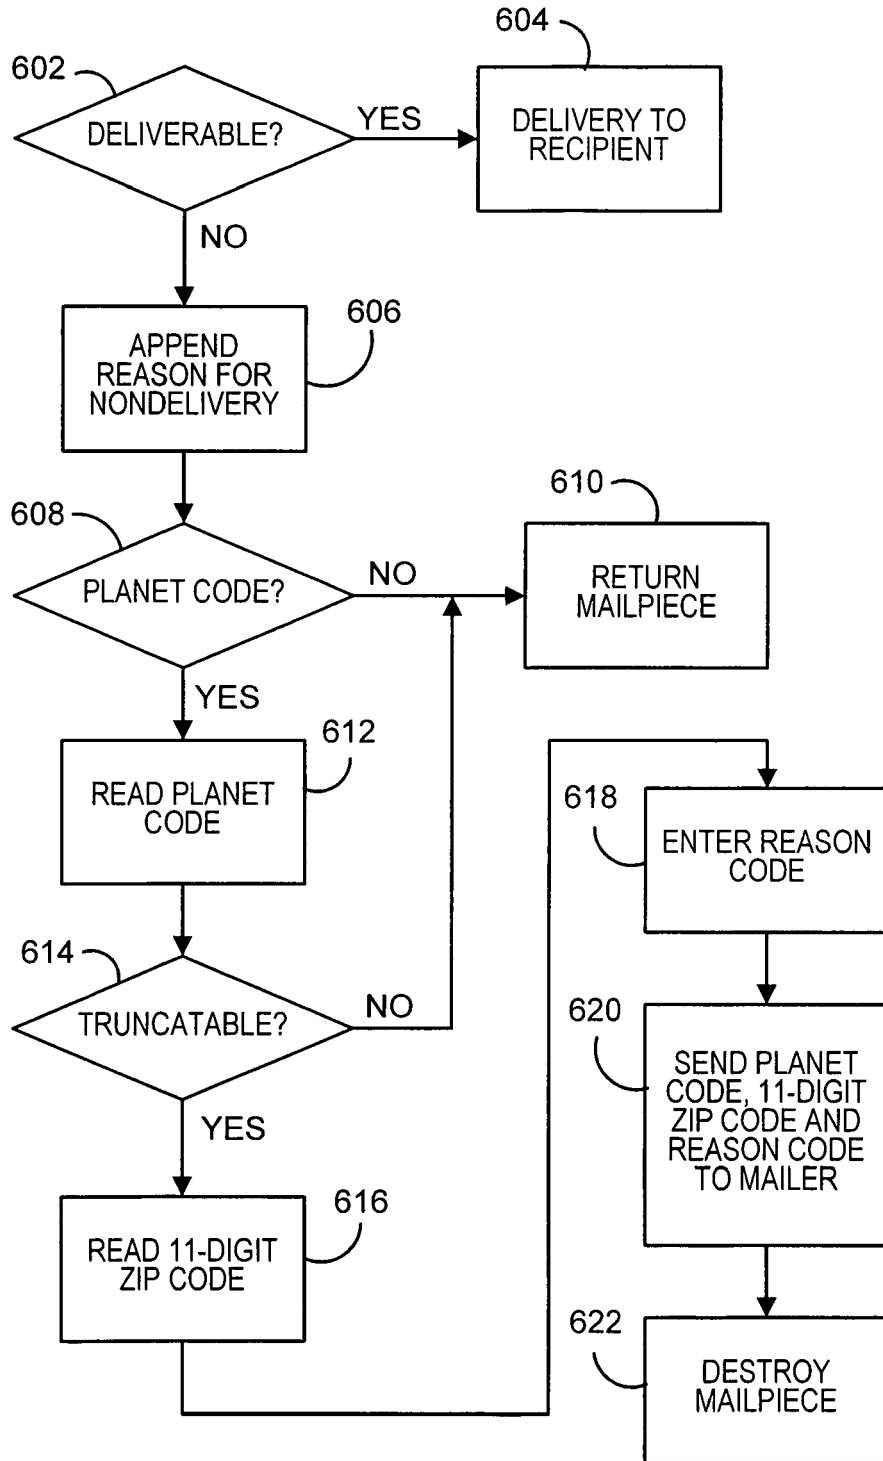 604
602
DELIVERABLE?
YES
DELIVERY TO
RECIPIENT
NO
606
APPEND
REASON FOR
NONDELIVERY
608
PLANET CODE?
NO
610
RETURN
MAILPIECE
YES
612
READ PLANET
CODE
614
TRUNCATABLE?
NO
YES
616
READ 11-DIGIT
ZIP CODE
618
ENTER REASON
CODE
620
SEND PLANET
CODE, 11-DIGIT
ZIP CODE AND
REASON CODE
TO MAILER
622
DESTROY
MAILPIECE